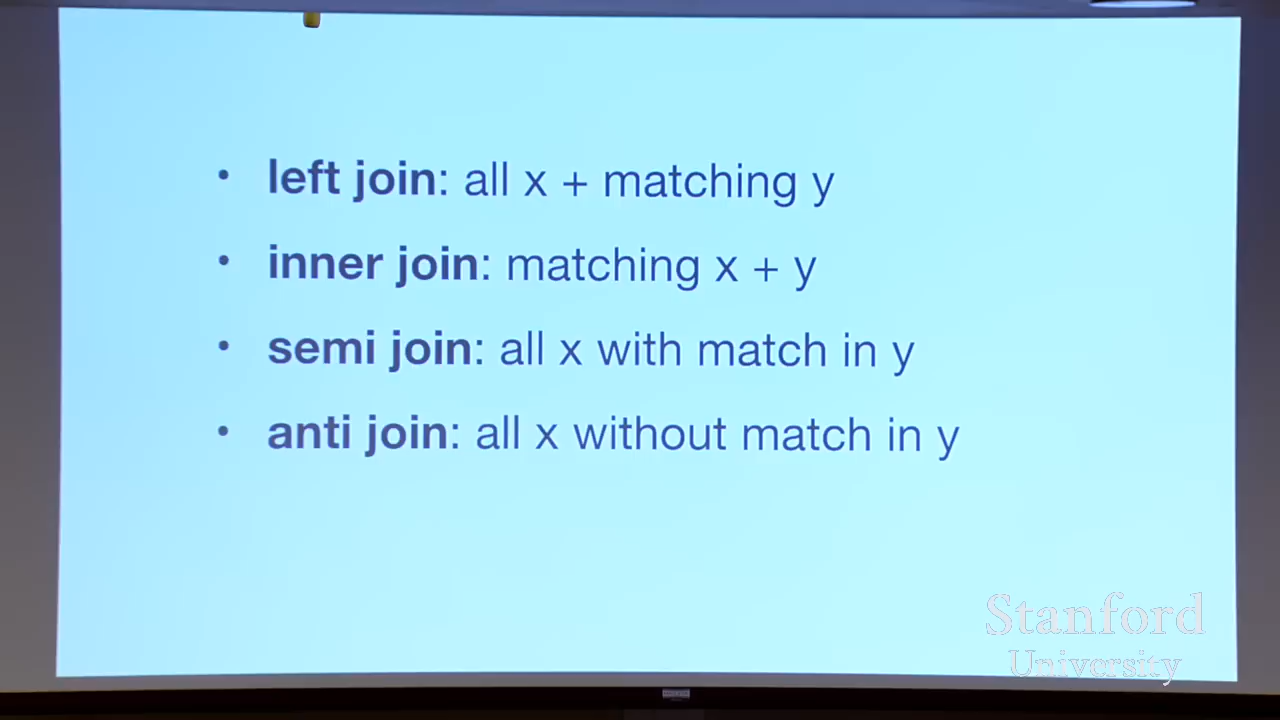 • left join: all x + matching y
• inner join: matching x + y
• semi join: all x with match in y
• anti join: all x without match in y
Stanford
University